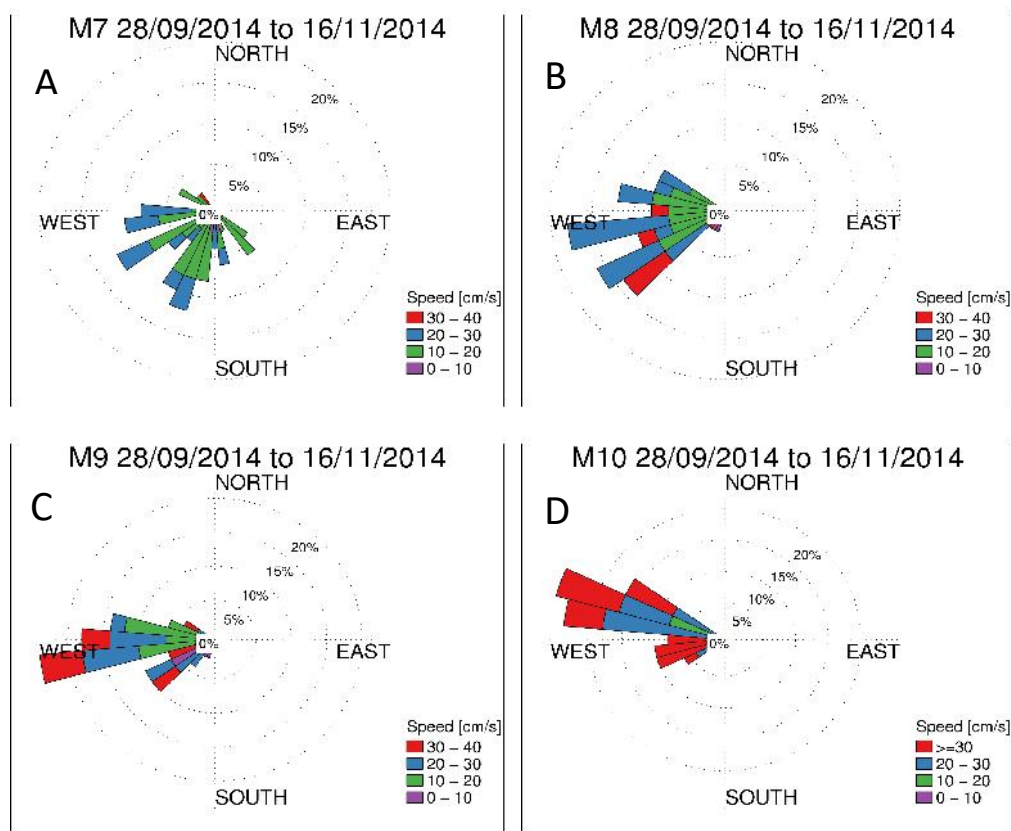 M7 28/09/2014 to 16/11/2014
A
NORTH
20%
15%
10%
5%
0%
WEST
EAST
SOUTH
Speed [cm/s]
30 – 40
20 – 30
10 – 20
0 – 10
M8 28/09/2014 to 16/11/2014
B
NORTH
20%
15%
10%
5%
0%
WEST
EAST
SOUTH
Speed [cm/s]
30 – 40
20 – 30
10 – 20
0 – 10
M9 28/09/2014 to 16/11/2014
C
NORTH
20%
15%
10%
5%
0%
WEST
EAST
SOUTH
Speed [cm/s]
30 – 40
20 – 30
10 – 20
0 – 10
M10 28/09/2014 to 16/11/2014
D
NORTH
20%
15%
10%
5%
0%
WEST
EAST
SOUTH
Speed [cm/s]
>=30
20 – 30
10 – 20
0 – 10